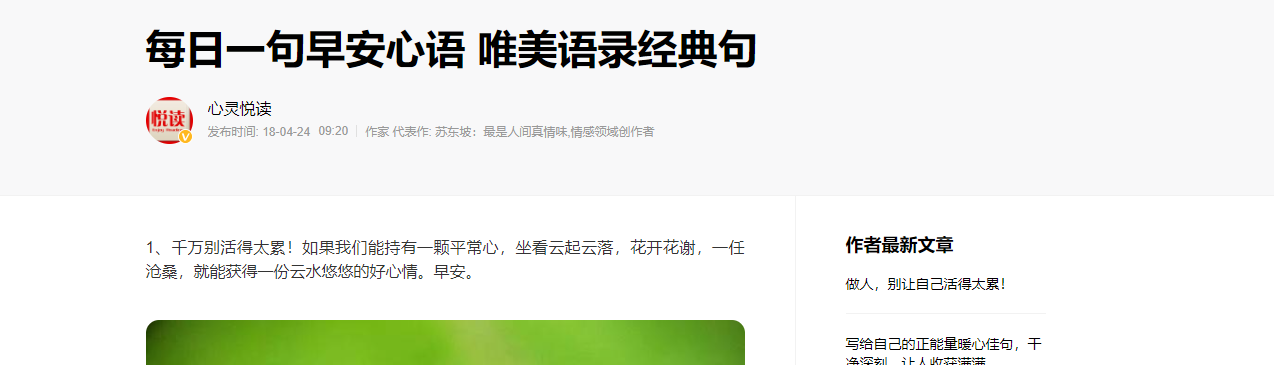 每日一句早安心语 唯美语录经典句
悦读
心灵悦读
发布时间: 18-04-24 09:20 作家 代表作: 苏东坡：最是人间真情味,情感领域创作者
1、千万别活得太累！如果我们能持有一颗平常心，坐看云起云落，花开花谢，一任
沧桑，就能获得一份云水悠悠的好心情。早安。
作者最新文章
做人，别让自己活得太累！
写给自己的正能量暖心佳句，干
净深刻，让人收获满满